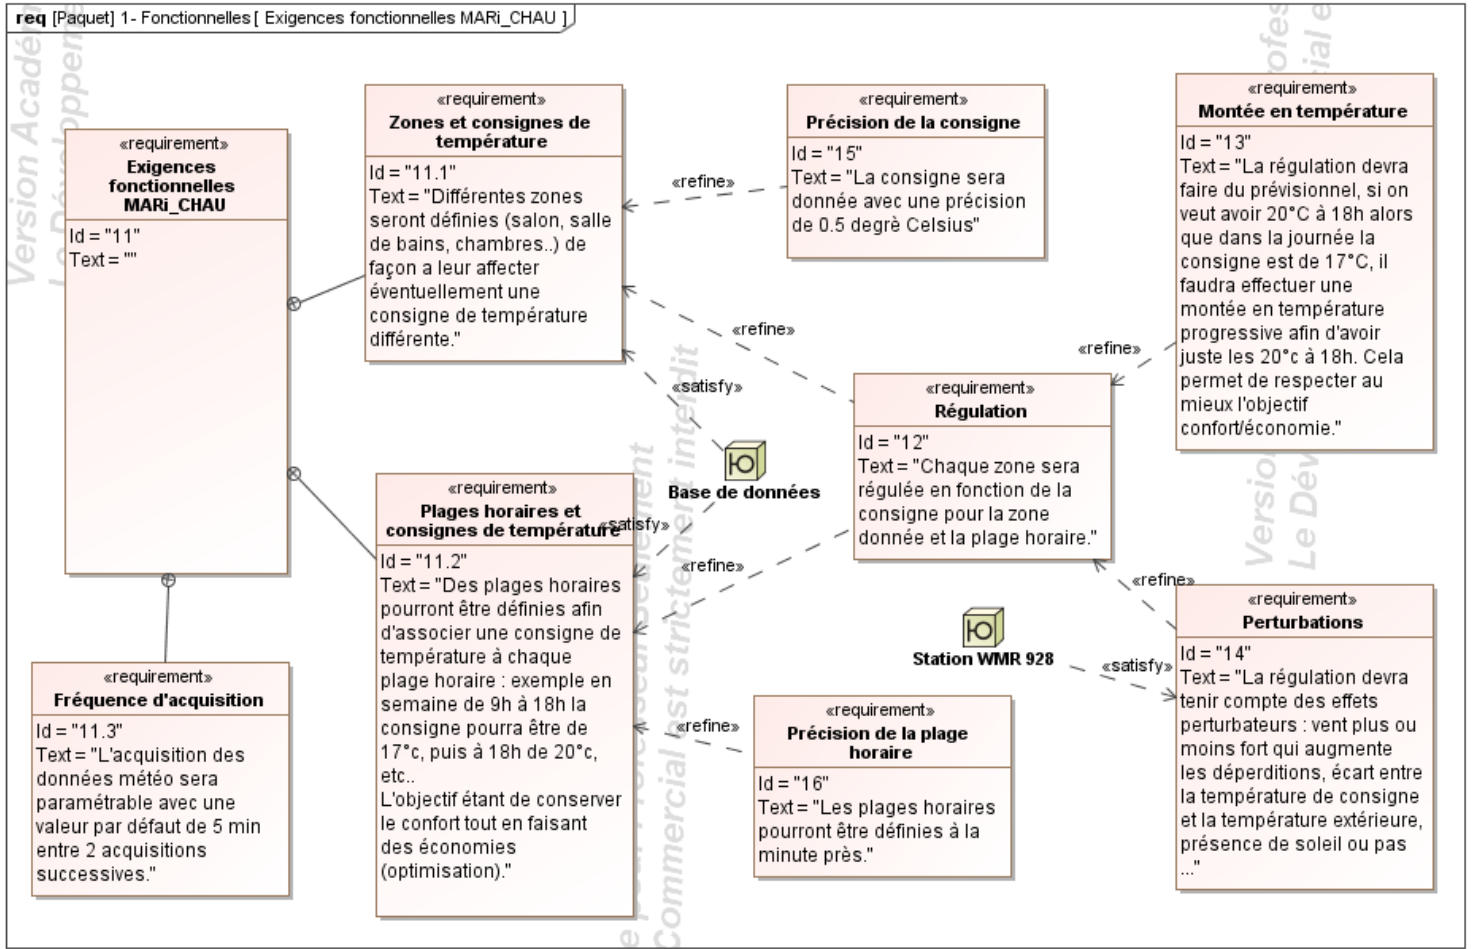 req [Paquet] 1- Fonctionnelles [ Exigences fonctionnelles MARi_CHAU ]
«requirement»
Exigences
fonctionnelles
MARi_CHAU
Id = "11"
Text = ""
«requirement»
Zones et consignes de
température
Id = "11.1"
Text = "Différentes zones
seront définies (salon, salle
de bains, chambres..) de
façon a leur affecter
éventuellement une
consigne de température
différente."
«refine»
«requirement»
Précision de la consigne
Id = "15"
Text = "La consigne sera
donnée avec une précision
de 0.5 degrè Celsius"
«requirement»
Montée en température
Id = "13"
Text = "La régulation devra
faire du prévisionnel, si on
veut avoir 20°C à 18h alors
que dans la journée la
consigne est de 17°C, il
faudra effectuer une
montée en température
progressive afin d'avoir
juste les 20°c à 18h. Cela
permet de respecter au
mieux l'objectif
confort/économie."
«refine»
«refine»
«satisfy»
Base de données
«satisfy»
«requirement»
Régulation
Id = "12"
Text = "Chaque zone sera
régulée en fonction de la
consigne pour la zone
donnée et la plage horaire."
«requirement»
Plages horaires et
consignes de température
Id = "11.2"
Text = "Des plages horaires
pourront être définies afin
d'associer une consigne de
température à chaque
plage horaire : exemple en
semaine de 9h à 18h la
consigne pourra être de
17°c, puis à 18h de 20°c,
etc..
L'objectif étant de conserver
le confort tout en faisant
des économies
(optimisation)."
«refine»
«refine»
Station WMR 928
«satisfy»
«requirement»
Perturbations
Id = "14"
Text = "La régulation devra
tenir compte des effets
perturbateurs : vent plus ou
moins fort qui augmente
les déperditions, écart entre
la température de consigne
et la température extérieure,
présence de soleil ou pas
..."
«requirement»
Fréquence d'acquisition
Id = "11.3"
Text = "L'acquisition des
données météo sera
paramétrable avec une
valeur par défaut de 5 min
entre 2 acquisitions
successives."
«refine»
«requirement»
Précision de la plage
horaire
Id = "16"
Text = "Les plages horaires
pourront être définies à la
minute près."
Version Acadé
Le Développeme
Commercial est strictement interdit
Version
Le Dév